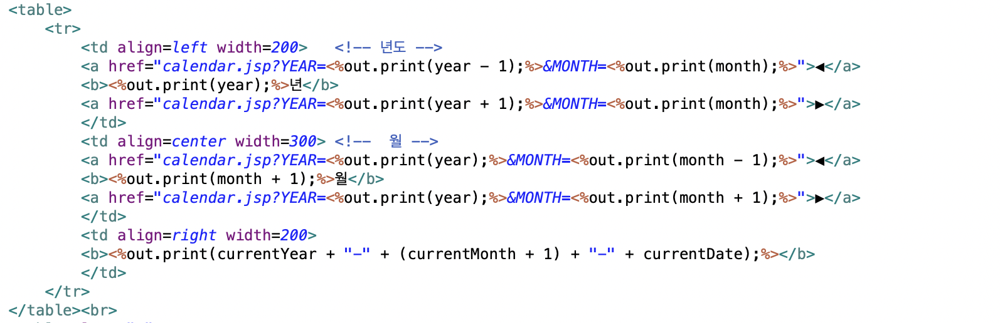 <table>
<tr>
<td align=left width=200>   <!-- 년도 -->
<a href="calendar.jsp?YEAR=<%out.print(year - 1);%>&MONTH=<%out.print(month);%>">◀</a>
<b><%out.print(year);%>년</b>
<a href="calendar.jsp?YEAR=<%out.print(year + 1);%>&MONTH=<%out.print(month);%>">▶</a>
</td>
<td align=center width=300> <!--  월 -->
<a href="calendar.jsp?YEAR=<%out.print(year);%>&MONTH=<%out.print(month - 1);%>">◀</a>
<b><%out.print(month + 1);%>월</b>
<a href="calendar.jsp?YEAR=<%out.print(year);%>&MONTH=<%out.print(month + 1);%>">▶</a>
</td>
<td align=right width=200>
<b><%out.print(currentYear + "-" + (currentMonth + 1) + "-" + currentDate);%></b>
</td>
</tr>
</table><br>